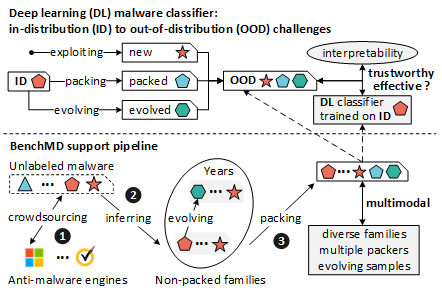 Deep learning (DL) malware classifier:
in-distribution (ID) to out-of-distribution (OOD) challenges
exploiting
new
interpretability
ID
packing
packed
OOD
trustworthy
effective ?
evolving
evolved
DL classifier
trained on ID
BenchMD support pipeline
Unlabeled malware
Years
...
2
...
...
crowdsourcing
inferring
evolving
packing
multimodal
1
...
3
...
diverse families
multiple packers
evolving samples
Anti-malware engines
Non-packed families